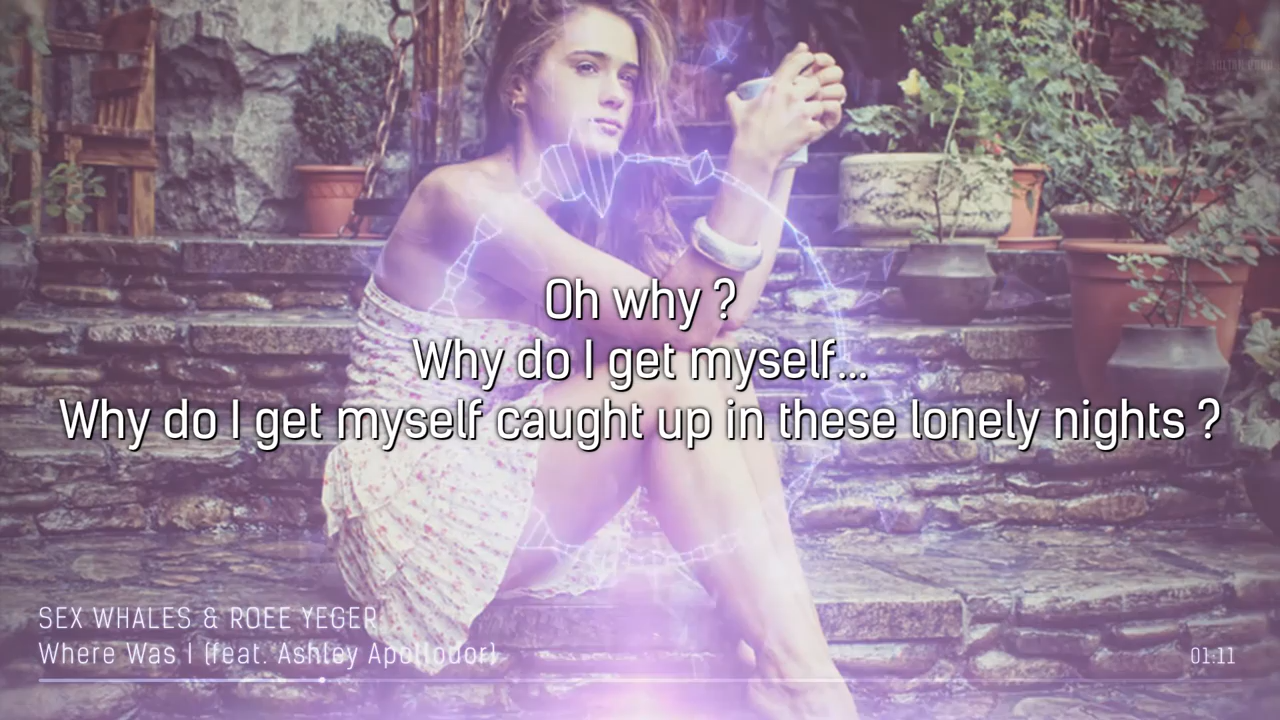 Oh why ?
Why do I get myself...
Why do I get myself caught up in these lonely nights ?
SEX WHALES & ROEE YEGER
Where Was I (feat. Ashley Apollodor)
01:11